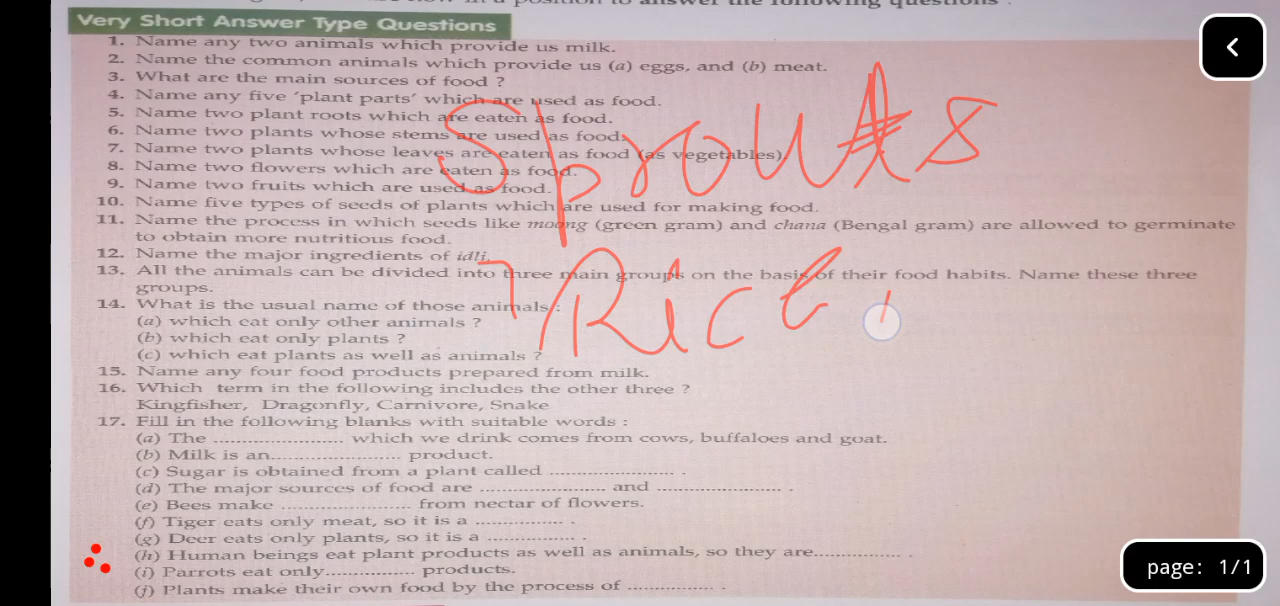 answer the following questions .
Very Short Answer Type Questions
1. Name any two animals which provide us milk.
2. Name the common animals which provide us (a) eggs, and (b) meat.
3. What are the main sources of food ?
4. Name any five 'plant parts' which are used as food.
5. Name two plant roots which are eaten as food.
6. Name two plants whose stems are used as food.
7. Name two plants whose leaves are eaten as food (as vegetables).
8. Name two flowers which are eaten as food.
9. Name two fruits which are used as food.
10. Name five types of seeds of plants which are used for making food.
11. Name the process in which seeds like moong (green gram) and chana (Bengal gram) are allowed to germinate
to obtain more nutritious food.
12. Name the major ingredients of idli.
13. All the animals can be divided into three main groups on the basis of their food habits. Name these three
groups.
14. What is the usual name of those animals :
(a) which eat only other animals ?
(b) which eat only plants ?
(c) which eat plants as well as animals ?
15. Name any four food products prepared from milk.
16. Which term in the following includes the other three ?
Kingfisher, Dragonfly, Carnivore, Snake
17. Fill in the following blanks with suitable words :
(a) The ........................ which we drink comes from cows, buffaloes and goat.
(b) Milk is an........................ product.
(c) Sugar is obtained from a plant called ........................ .
(d) The major sources of food are ........................ and ........................ .
(e) Bees make ........................ from nectar of flowers.
(f) Tiger eats only meat, so it is a ................ .
(g) Deer eats only plants, so it is a ................ .
(h) Human beings eat plant products as well as animals, so they are................ .
(i) Parrots eat only................ products.
(j) Plants make their own food by the process of ................ .
Sprouts
Rice,
page: 1/1